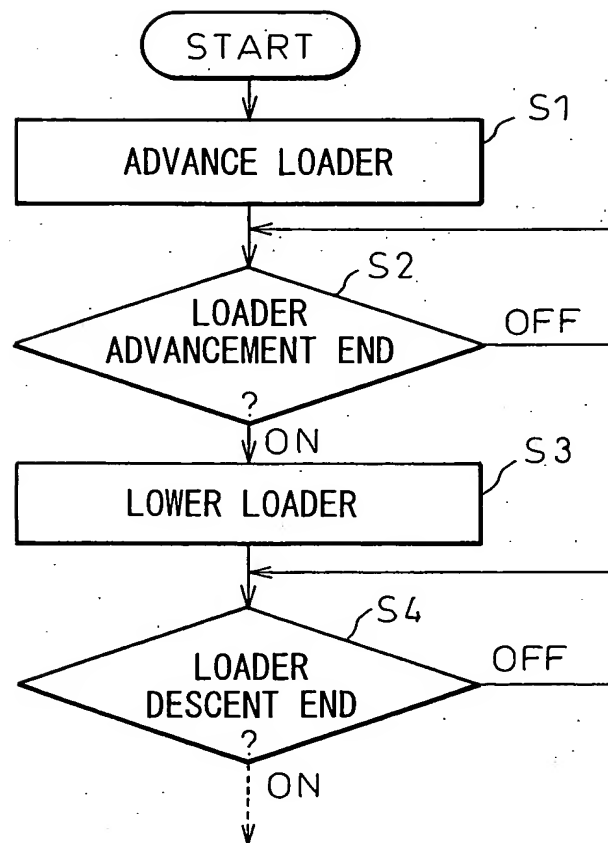 START
S1
ADVANCE LOADER
S2
LOADER
ADVANCEMENT END
?
OFF
ON
S3
LOWER LOADER
S4
LOADER
DESCENT END
?
OFF
ON